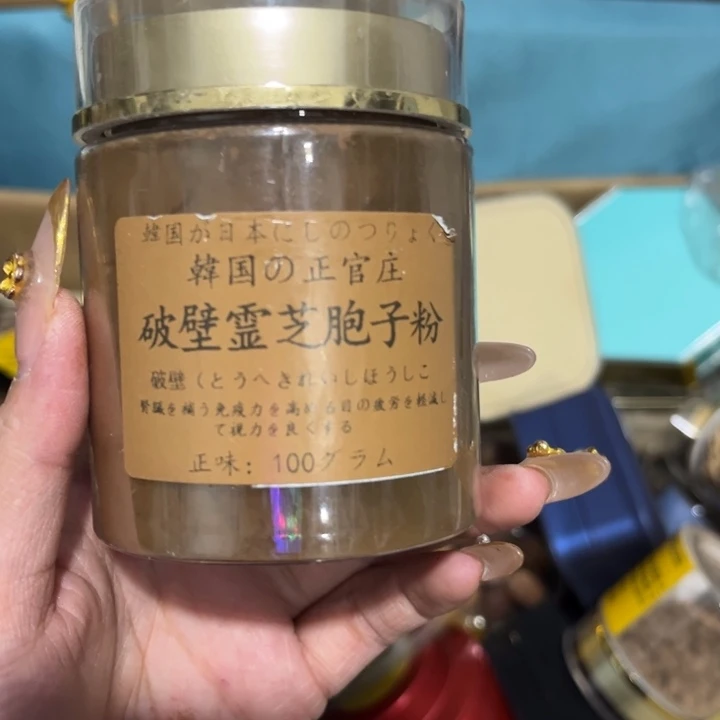 韓国が日本にしのつりょく
韓国の正官庄
破壁霊芝胞子粉
破壁(とうへきれいしほうしこ
腎臓を補う免疫力を高める目の疲労を軽減し
て視力を良くする
正味: 100グラム